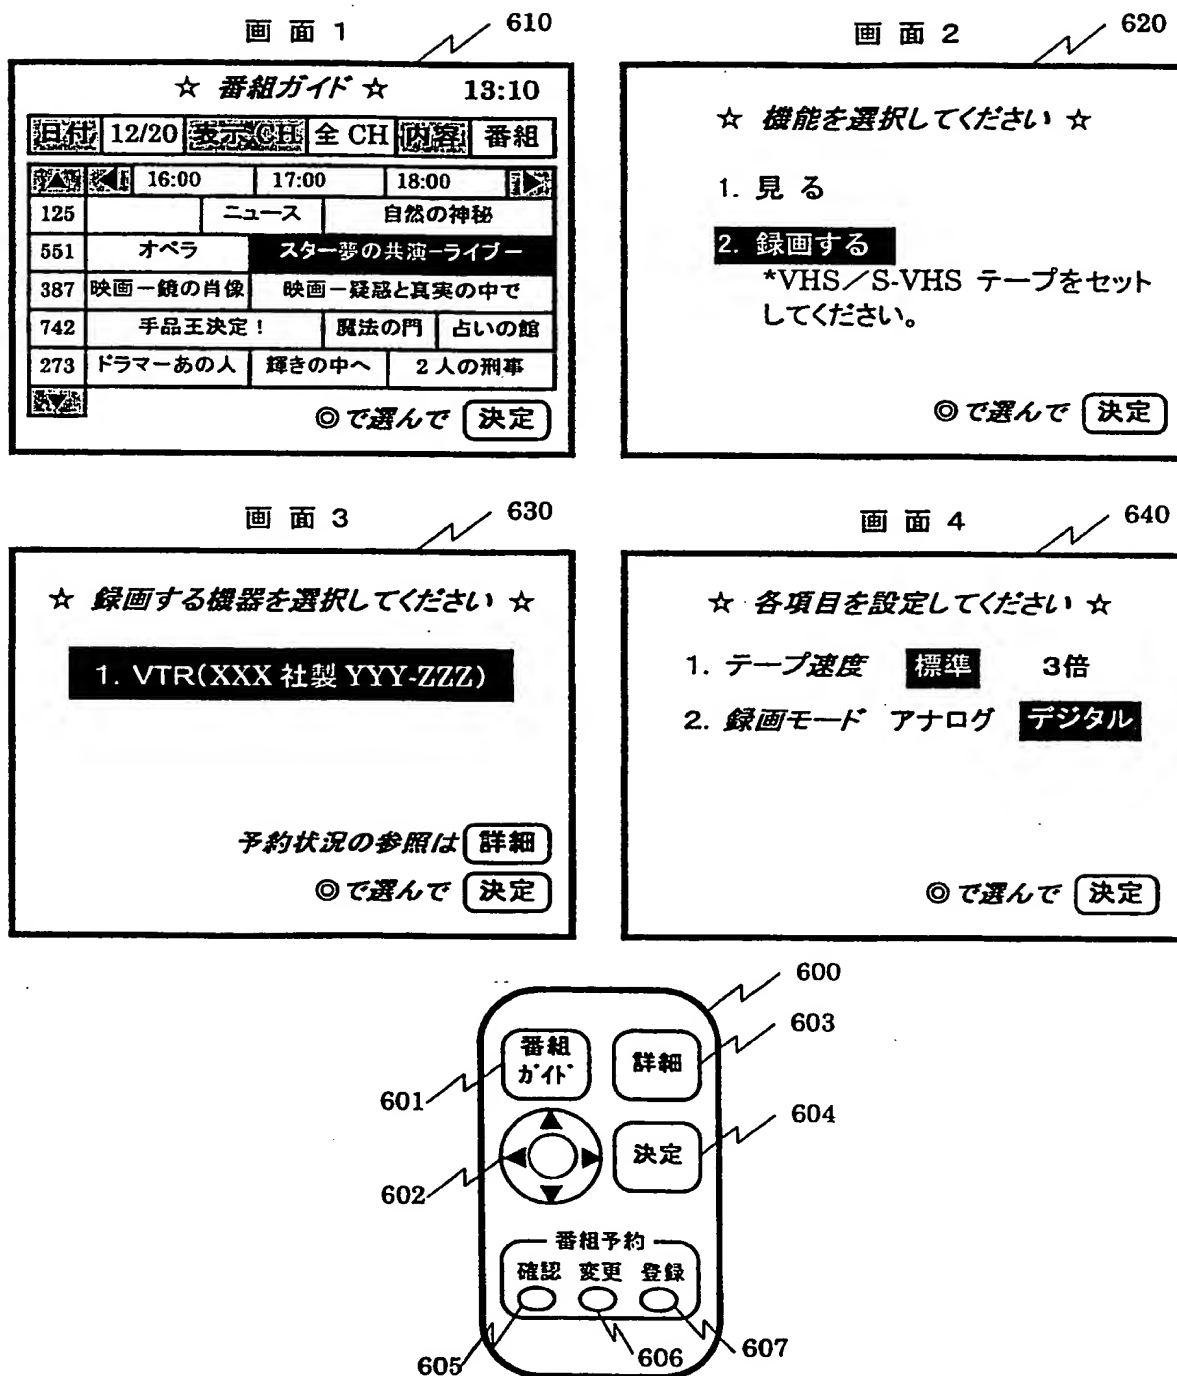 画面1 610
☆ 番組ガイド ☆ 13:10
日付 12/20 表示CH 全 CH 内容 番組
▲ ◀ 16:00 17:00 18:00 ▶
125 ニュース 自然の神秘
551 オペラ スター夢の共演ーライブー
387 映画ー鏡の肖像 映画ー疑惑と真実の中で
742 手品王決定! 魔法の門 占いの館
273 ドラマーあの人 輝きの中へ 2人の刑事
▼
◎で選んで 決定
画面2 620
☆ 機能を選択してください ☆
1. 見る
2. 録画する
*VHS/S-VHS テープをセット
してください。
◎で選んで 決定
画面3 630
☆ 録画する機器を選択してください ☆
1. VTR(XXX 社製 YYY-ZZZ)
予約状況の参照は 詳細
◎で選んで 決定
画面4 640
☆ 各項目を設定してください ☆
1. テープ速度 標準 3倍
2. 録画モード アナログ デジタル
◎で選んで 決定
600
番組
ガイド
詳細
603
601
604
決定
602
番組予約
確認 変更 登録
605 606 607